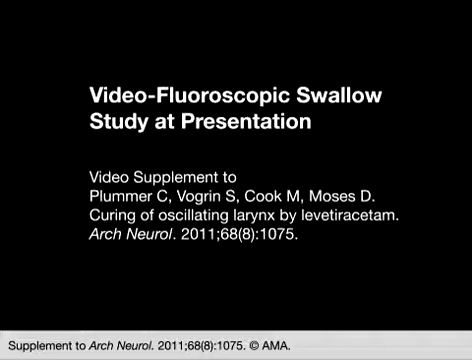 Video-Fluoroscopic Swallow
Study at Presentation
Video Supplement to
Plummer C, Vogrin S, Cook M, Moses D.
Curing of oscillating larynx by levetiracetam.
Arch Neurol. 2011;68(8):1075.
Supplement to Arch Neurol. 2011;68(8):1075. © AMA.